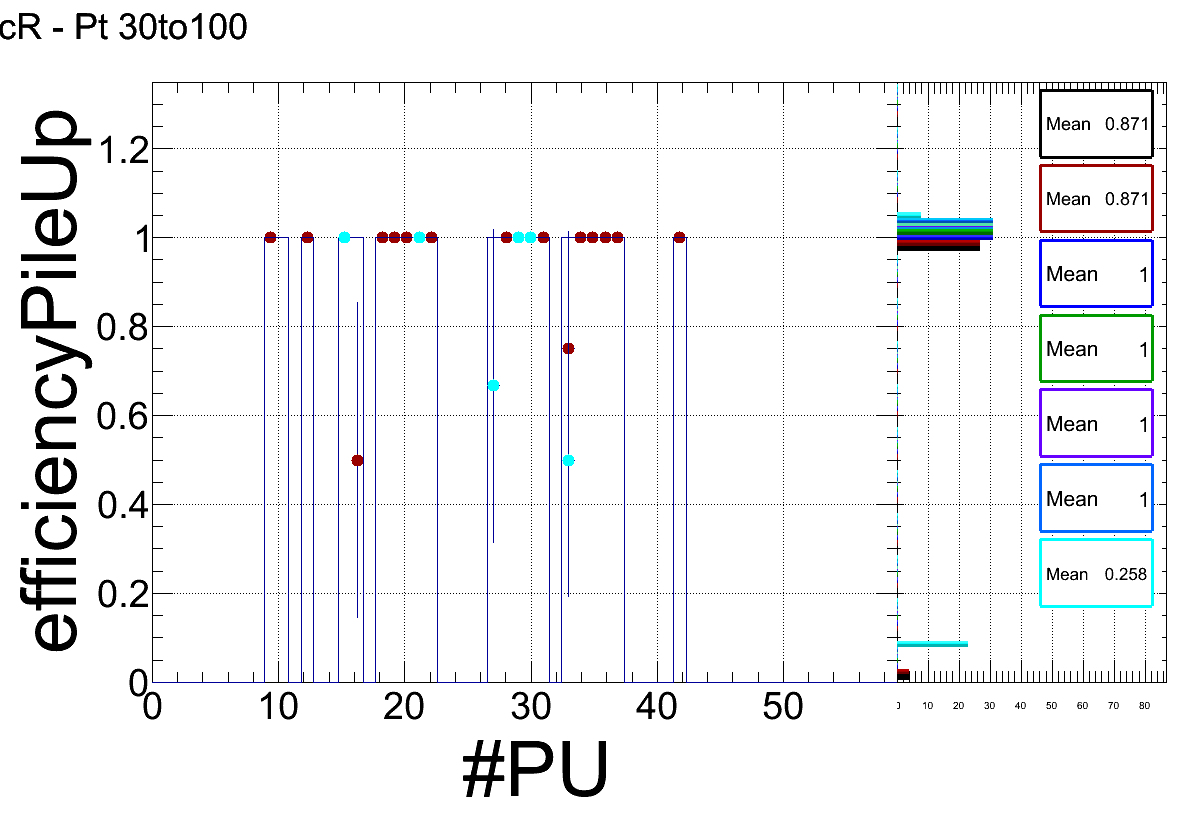 cR - Pt 30to100
efficiencyPileUp
1.2
1
0.8
0.6
0.4
0.2
0
0 10 20 30 40 50
#PU
0 10 20 30 40 50 60 70 80
Mean 0.871
Mean 0.871
Mean 1
Mean 1
Mean 1
Mean 1
Mean 0.258